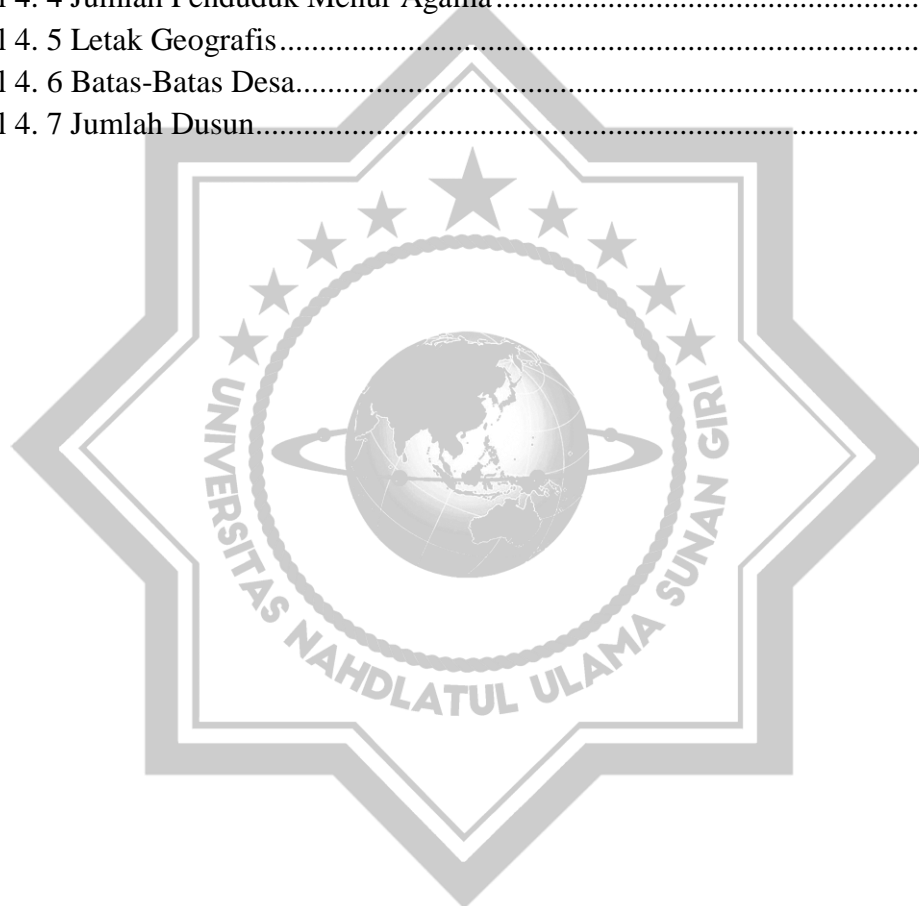 l 4. 4 Jumlah Penduduk Menur Agama........................................................
l 4. 5 Letak Geografis....................................................................................
l 4. 6 Batas-Batas Desa..................................................................................
l 4. 7 Jumlah Dusun.......................................................................................
UNIVERSITAS NAHDLATUL ULAMA SUNAN GIRI